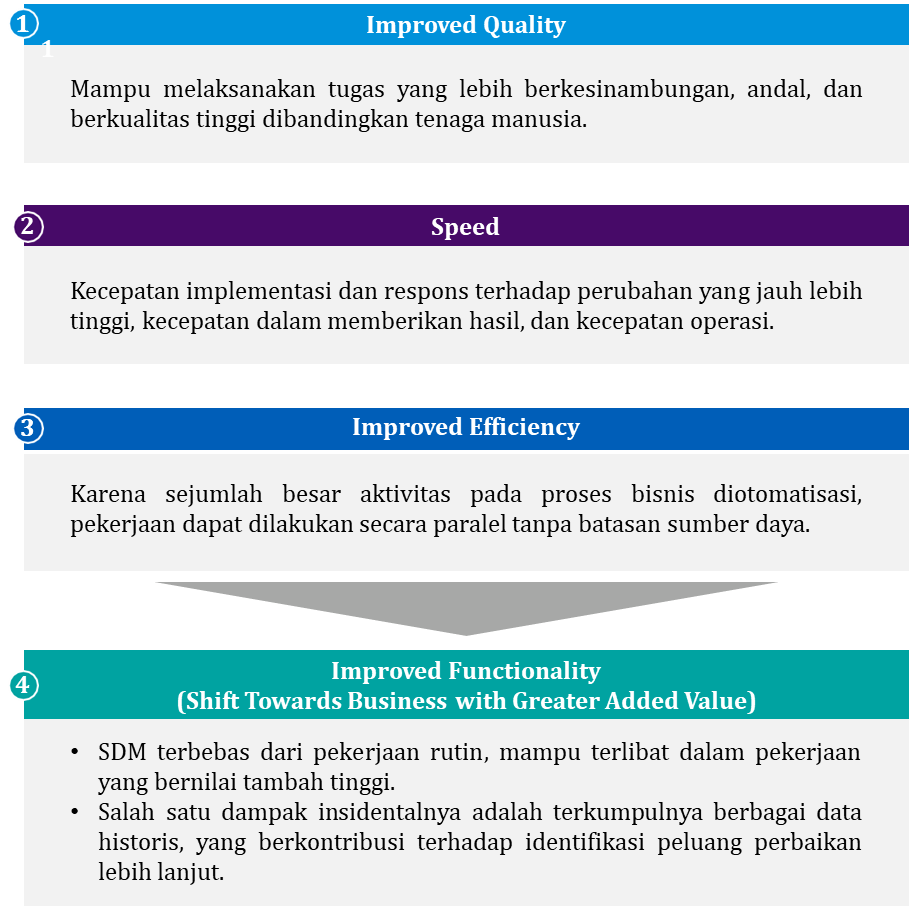 1 Improved Quality
1
Mampu melaksanakan tugas yang lebih berkesinambungan, andal, dan
berkualitas tinggi dibandingkan tenaga manusia.
2 Speed
Kecepatan implementasi dan respons terhadap perubahan yang jauh lebih
tinggi, kecepatan dalam memberikan hasil, dan kecepatan operasi.
3 Improved Efficiency
Karena sejumlah besar aktivitas pada proses bisnis diotomatisasi,
pekerjaan dapat dilakukan secara paralel tanpa batasan sumber daya.
4 Improved Functionality
(Shift Towards Business with Greater Added Value)
• SDM terbebas dari pekerjaan rutin, mampu terlibat dalam pekerjaan
yang bernilai tambah tinggi.
• Salah satu dampak insidentalnya adalah terkumpulnya berbagai data
historis, yang berkontribusi terhadap identifikasi peluang perbaikan
lebih lanjut.